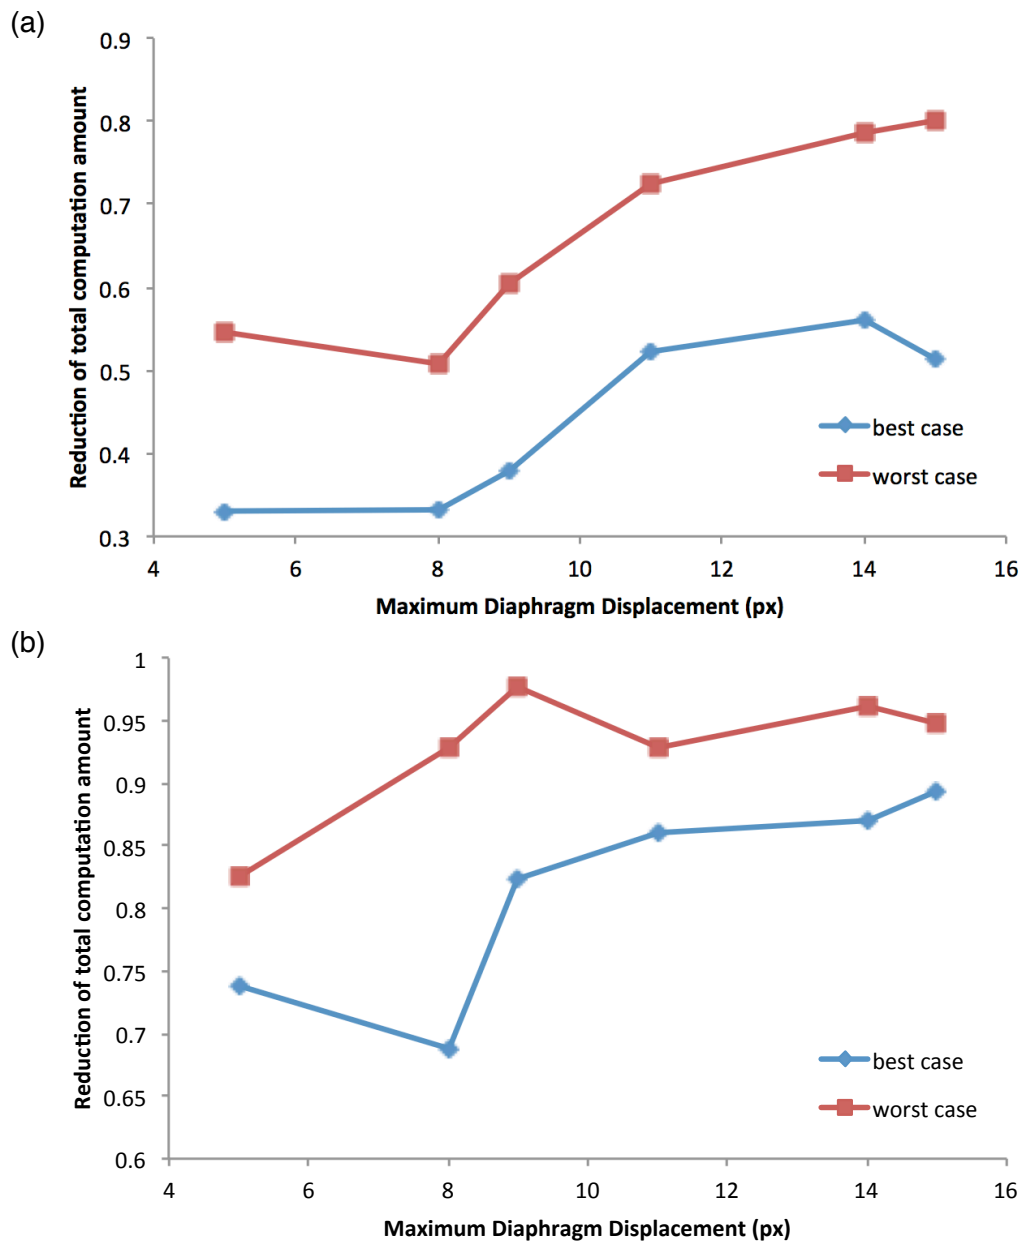 (a)
Reduction of total computation amount
0.9
0.8
0.7
0.6
0.5
0.4
0.3
4 6 8 10 12 14 16
best case
worst case
Maximum Diaphragm Displacement (px)
(b)
Reduction of total computation amount
1
0.95
0.9
0.85
0.8
0.75
0.7
0.65
0.6
4 6 8 10 12 14 16
best case
worst case
Maximum Diaphragm Displacement (px)